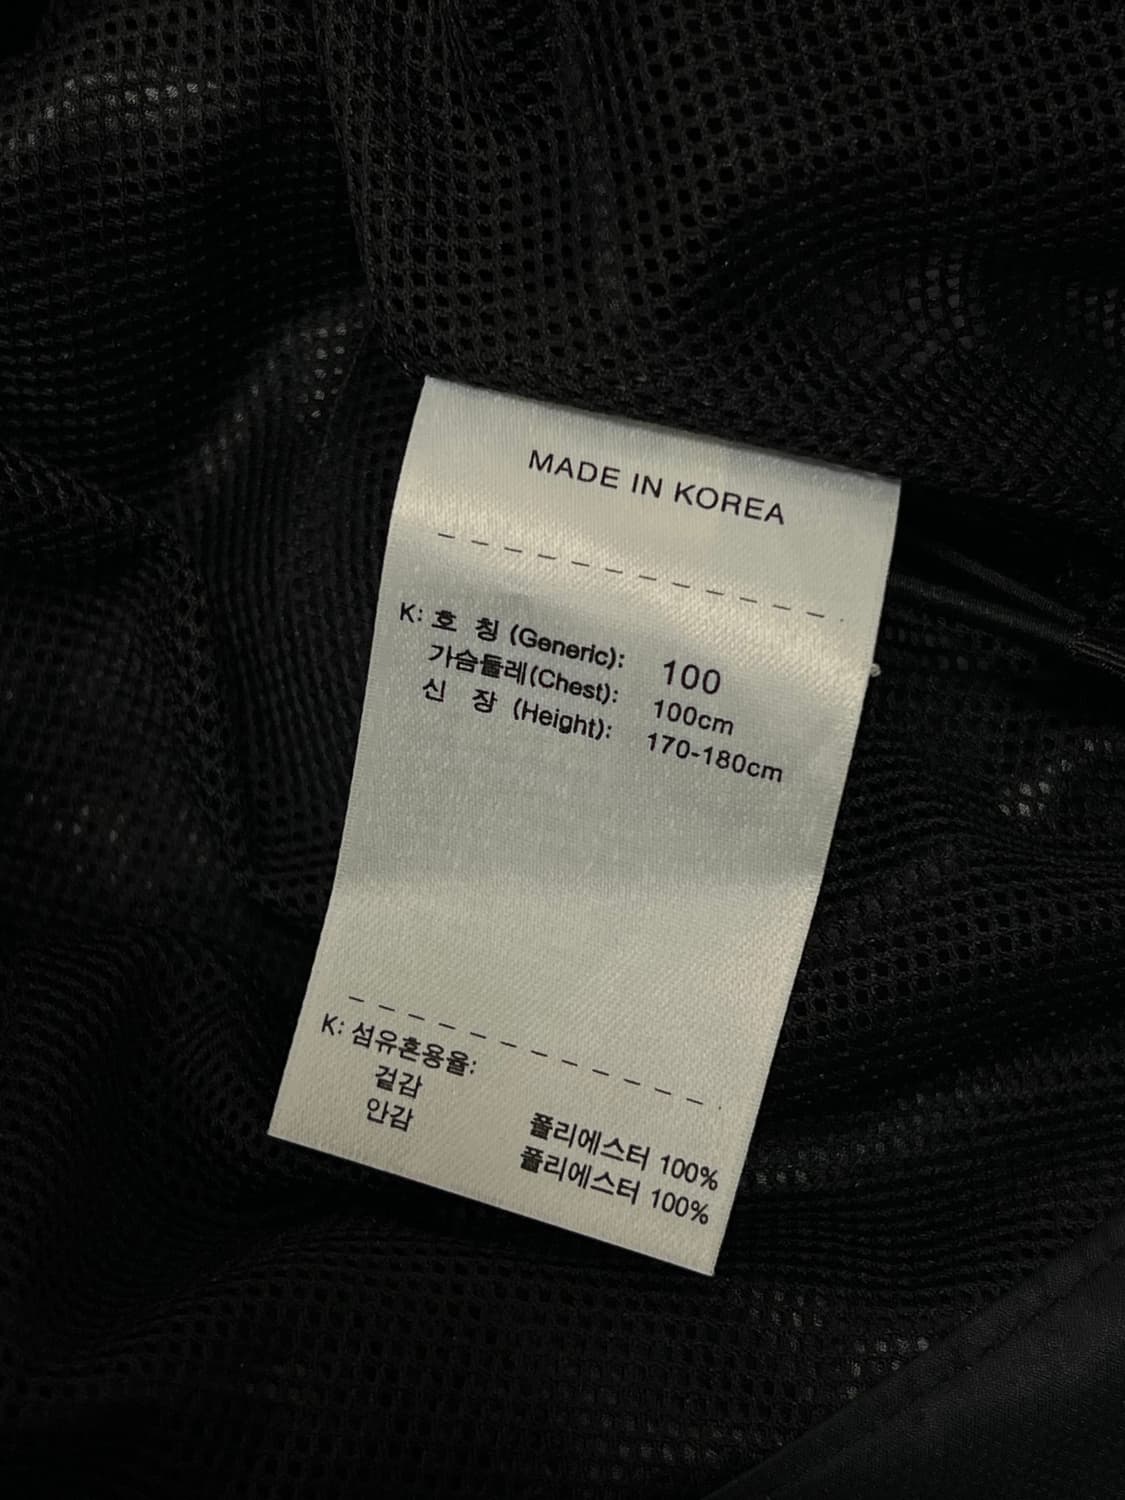 MADE IN KOREA
K: 호 칭 (Generic): 100
가슴둘레(Chest): 100cm
신 장 (Height): 170-180cm
K: 섬유혼용율:
겉감 폴리에스터 100%
안감 폴리에스터 100%